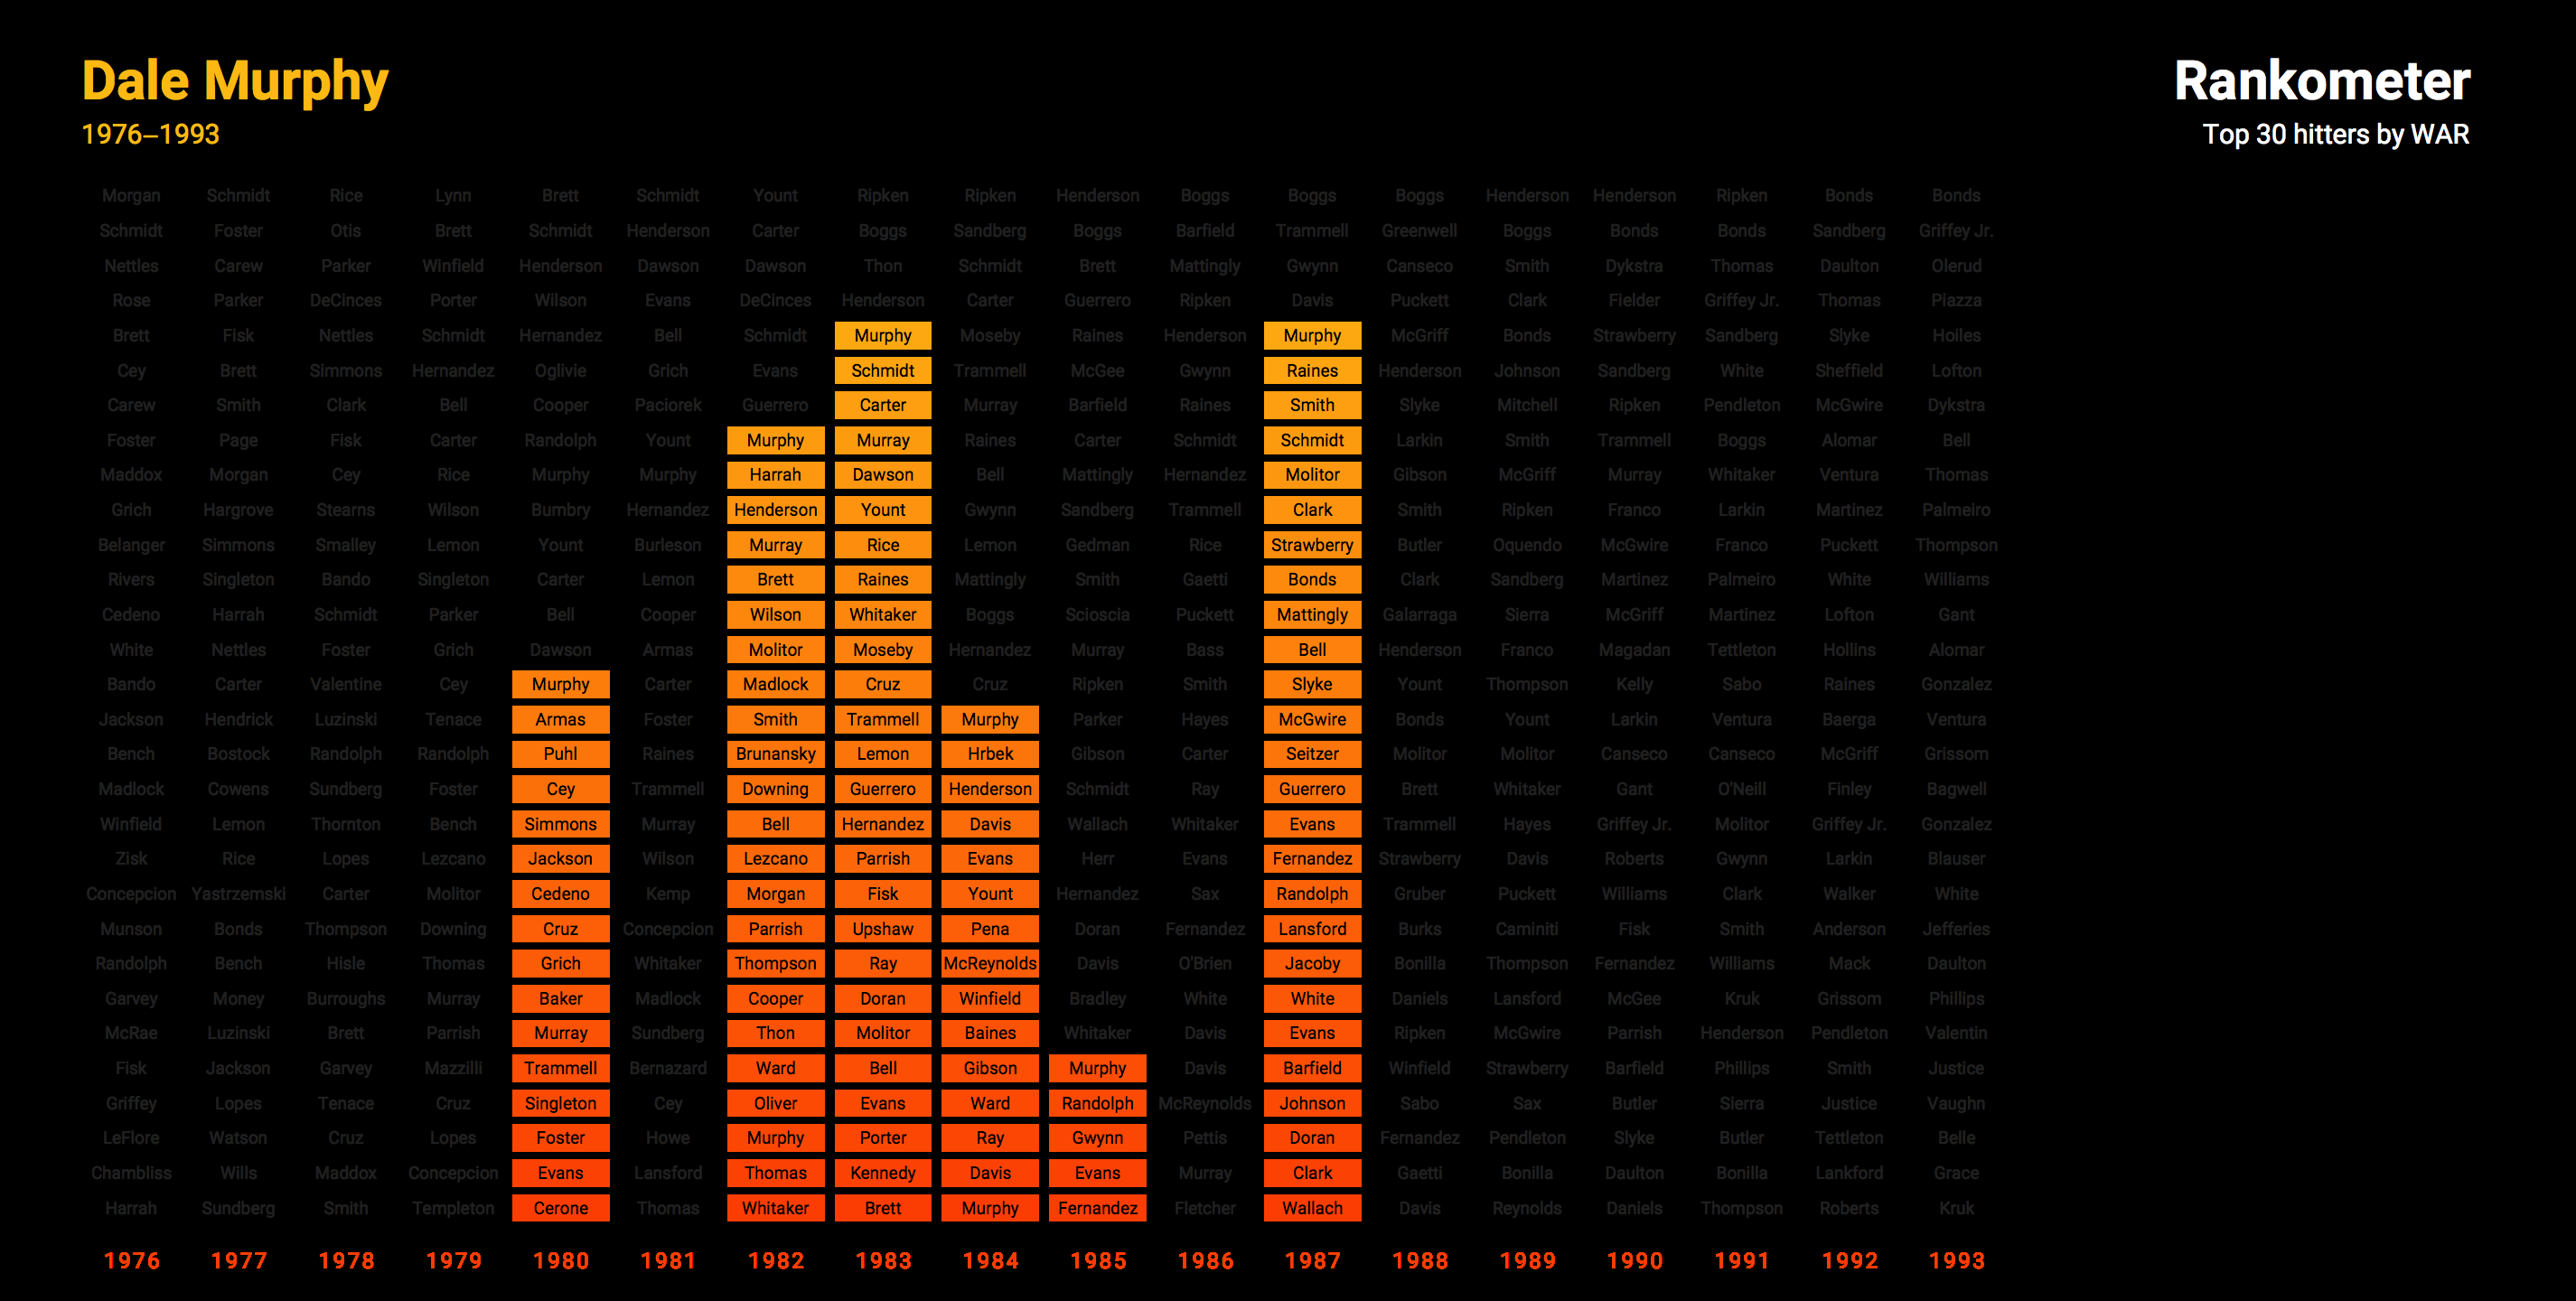 Dale Murphy
1976–1993
Rankometer
Top 30 hitters by WAR
Morgan Schmidt Rice Lynn Brett Schmidt Yount Ripken Ripken Henderson Boggs Boggs Boggs Henderson Henderson Ripken Bonds Bonds
Schmidt Foster Otis Brett Schmidt Henderson Carter Boggs Sandberg Boggs Barfield Trammell Greenwell Boggs Bonds Bonds Sandberg Griffey Jr.
Nettles Carew Parker Winfield Henderson Dawson Dawson Thon Schmidt Brett Mattingly Gwynn Canseco Smith Dykstra Thomas Daulton Olerud
Rose Parker DeCinces Porter Wilson Evans DeCinces Henderson Carter Guerrero Ripken Davis Puckett Clark Fielder Griffey Jr. Thomas Piazza
Brett Fisk Nettles Schmidt Hernandez Bell Schmidt Murphy Moseby Raines Henderson Murphy McGriff Bonds Strawberry Sandberg Slyke Hoiles
Cey Brett Simmons Hernandez Oglivie Grich Evans Schmidt Trammell McGee Gwynn Raines Henderson Johnson Sandberg White Sheffield Lofton
Carew Smith Clark Bell Cooper Paciorek Guerrero Carter Murray Barfield Raines Smith Slyke Mitchell Ripken Pendleton McGwire Dykstra
Foster Page Fisk Carter Randolph Yount Murphy Murray Raines Carter Schmidt Schmidt Larkin Smith Trammell Boggs Alomar Bell
Maddox Morgan Cey Rice Murphy Murphy Harrah Dawson Bell Mattingly Hernandez Molitor Gibson McGriff Murray Whitaker Ventura Thomas
Grich Hargrove Stearns Wilson Bumbry Hernandez Henderson Yount Gwynn Sandberg Trammell Clark Smith Ripken Franco Larkin Martinez Palmeiro
Belanger Simmons Smalley Lemon Yount Burleson Murray Rice Lemon Gedman Rice Strawberry Butler Oquendo McGwire Franco Puckett Thompson
Rivers Singleton Bando Singleton Carter Lemon Brett Raines Mattingly Smith Gaetti Bonds Clark Sandberg Martinez Palmeiro White Williams
Cedeno Harrah Schmidt Parker Bell Cooper Wilson Whitaker Boggs Scioscia Puckett Mattingly Galarraga Sierra McGriff Martinez Lofton Gant
White Nettles Foster Grich Dawson Armas Molitor Moseby Hernandez Murray Bass Bell Henderson Franco Magadan Tettleton Hollins Alomar
Bando Carter Valentine Cey Murphy Carter Madlock Cruz Cruz Ripken Smith Slyke Yount Thompson Kelly Sabo Raines Gonzalez
Jackson Hendrick Luzinski Tenace Armas Foster Smith Trammell Murphy Parker Hayes McGwire Bonds Yount Larkin Ventura Baerga Ventura
Bench Bostock Randolph Randolph Puhl Raines Brunansky Lemon Hrbek Gibson Carter Seitzer Molitor Molitor Canseco Canseco McGriff Grissom
Madlock Cowens Sundberg Foster Cey Trammell Downing Guerrero Henderson Schmidt Ray Guerrero Brett Whitaker Gant O'Neill Finley Bagwell
Winfield Lemon Thornton Bench Simmons Murray Bell Hernandez Davis Wallach Whitaker Evans Trammell Hayes Griffey Jr. Molitor Griffey Jr. Gonzalez
Zisk Rice Lopes Lezcano Jackson Wilson Lezcano Parrish Evans Herr Evans Fernandez Strawberry Davis Roberts Gwynn Larkin Blauser
Concepcion Yastrzemski Carter Molitor Cedeno Kemp Morgan Fisk Yount Hernandez Sax Randolph Gruber Puckett Williams Clark Walker White
Munson Bonds Thompson Downing Cruz Concepcion Parrish Upshaw Pena Doran Fernandez Lansford Burks Caminiti Fisk Smith Anderson Jefferies
Randolph Bench Hisle Thomas Grich Whitaker Thompson Ray McReynolds Davis O'Brien Jacoby Bonilla Thompson Fernandez Williams Mack Daulton
Garvey Money Burroughs Murray Baker Madlock Cooper Doran Winfield Bradley White White Daniels Lansford McGee Kruk Grissom Phillips
McRae Luzinski Brett Parrish Murray Sundberg Thon Molitor Baines Whitaker Davis Evans Ripken McGwire Parrish Henderson Pendleton Valentin
Fisk Jackson Garvey Mazzilli Trammell Bernazard Ward Bell Gibson Murphy Davis Barfield Winfield Strawberry Barfield Phillips Smith Justice
Griffey Lopes Tenace Cruz Singleton Cey Oliver Evans Ward Randolph McReynolds Johnson Sabo Sax Butler Sierra Justice Vaughn
LeFlore Watson Cruz Lopes Foster Howe Murphy Porter Ray Gwynn Pettis Doran Fernandez Pendleton Slyke Butler Tettleton Belle
Chambliss Wills Maddox Concepcion Evans Lansford Thomas Kennedy Davis Evans Murray Clark Gaetti Bonilla Daulton Bonilla Lankford Grace
Harrah Sundberg Smith Templeton Cerone Thomas Whitaker Brett Murphy Fernandez Fletcher Wallach Davis Reynolds Daniels Thompson Roberts Kruk
1976 1977 1978 1979 1980 1981 1982 1983 1984 1985 1986 1987 1988 1989 1990 1991 1992 1993